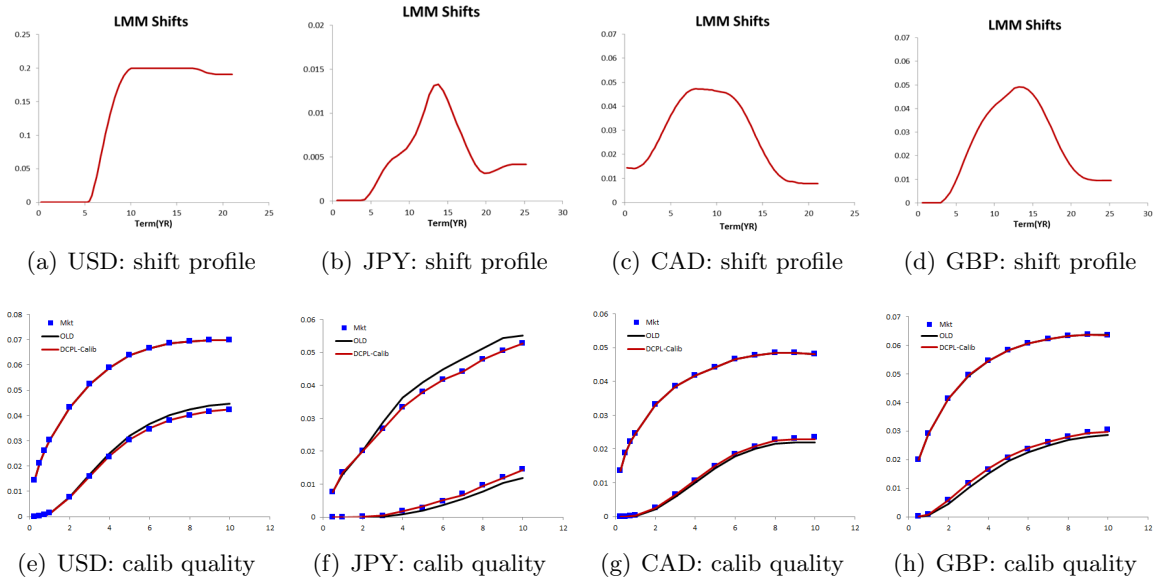 LMM Shifts
0.25
0.2
0.15
0.1
0.05
0
0 5 10 15 20 25
Term(YR)
(a) USD: shift profile
LMM Shifts
0.02
0.015
0.01
0.005
0
0 5 10 15 20 25 30
Term(YR)
(b) JPY: shift profile
LMM Shifts
0.07
0.06
0.05
0.04
0.03
0.02
0.01
0
0 5 10 15 20 25
Term(YR)
(c) CAD: shift profile
LMM Shifts
0.07
0.06
0.05
0.04
0.03
0.02
0.01
0
0 5 10 15 20 25 30
Term(YR)
(d) GBP: shift profile
0.08
0.07
0.06
0.05
0.04
0.03
0.02
0.01
0
Mkt
OLD
DCPL-Calib
0 2 4 6 8 10 12
(e) USD: calib quality
0.06
0.05
0.04
0.03
0.02
0.01
0
Mkt
OLD
DCPL-Calib
0 2 4 6 8 10 12
(f) JPY: calib quality
0.06
0.05
0.04
0.03
0.02
0.01
0
Mkt
OLD
DCPL-Calib
0 2 4 6 8 10 12
(g) CAD: calib quality
0.07
0.06
0.05
0.04
0.03
0.02
0.01
0
Mkt
OLD
DCPL-Calib
0 2 4 6 8 10 12
(h) GBP: calib quality